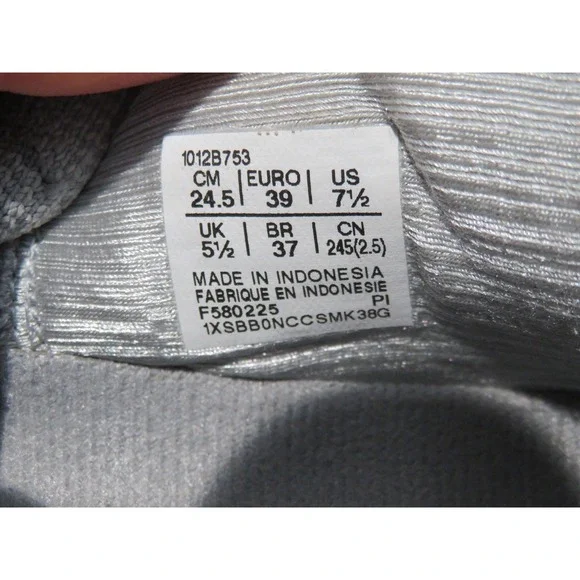 1012B753
CM | EURO | US
24.5 | 39 | 7½
UK | BR | CN
5½ | 37 | 245(2.5)
MADE IN INDONESIA
FABRIQUE EN INDONESIE
F580225 PI
1XSBB0NCCSMK38G